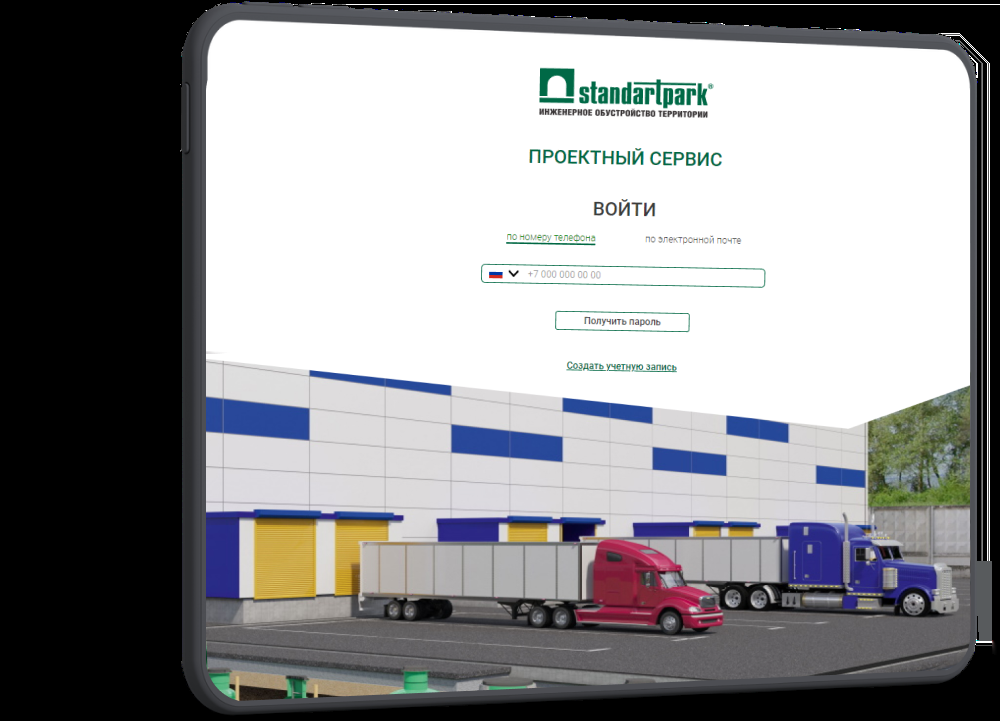 standartpark®
ИНЖЕНЕРНОЕ ОБУСТРОЙСТВО ТЕРРИТОРИИ
ПРОЕКТНЫЙ СЕРВИС
ВОЙТИ
по номеру телефона по электронной почте
+7 000 000 00 00
Получить пароль
Создать учетную запись